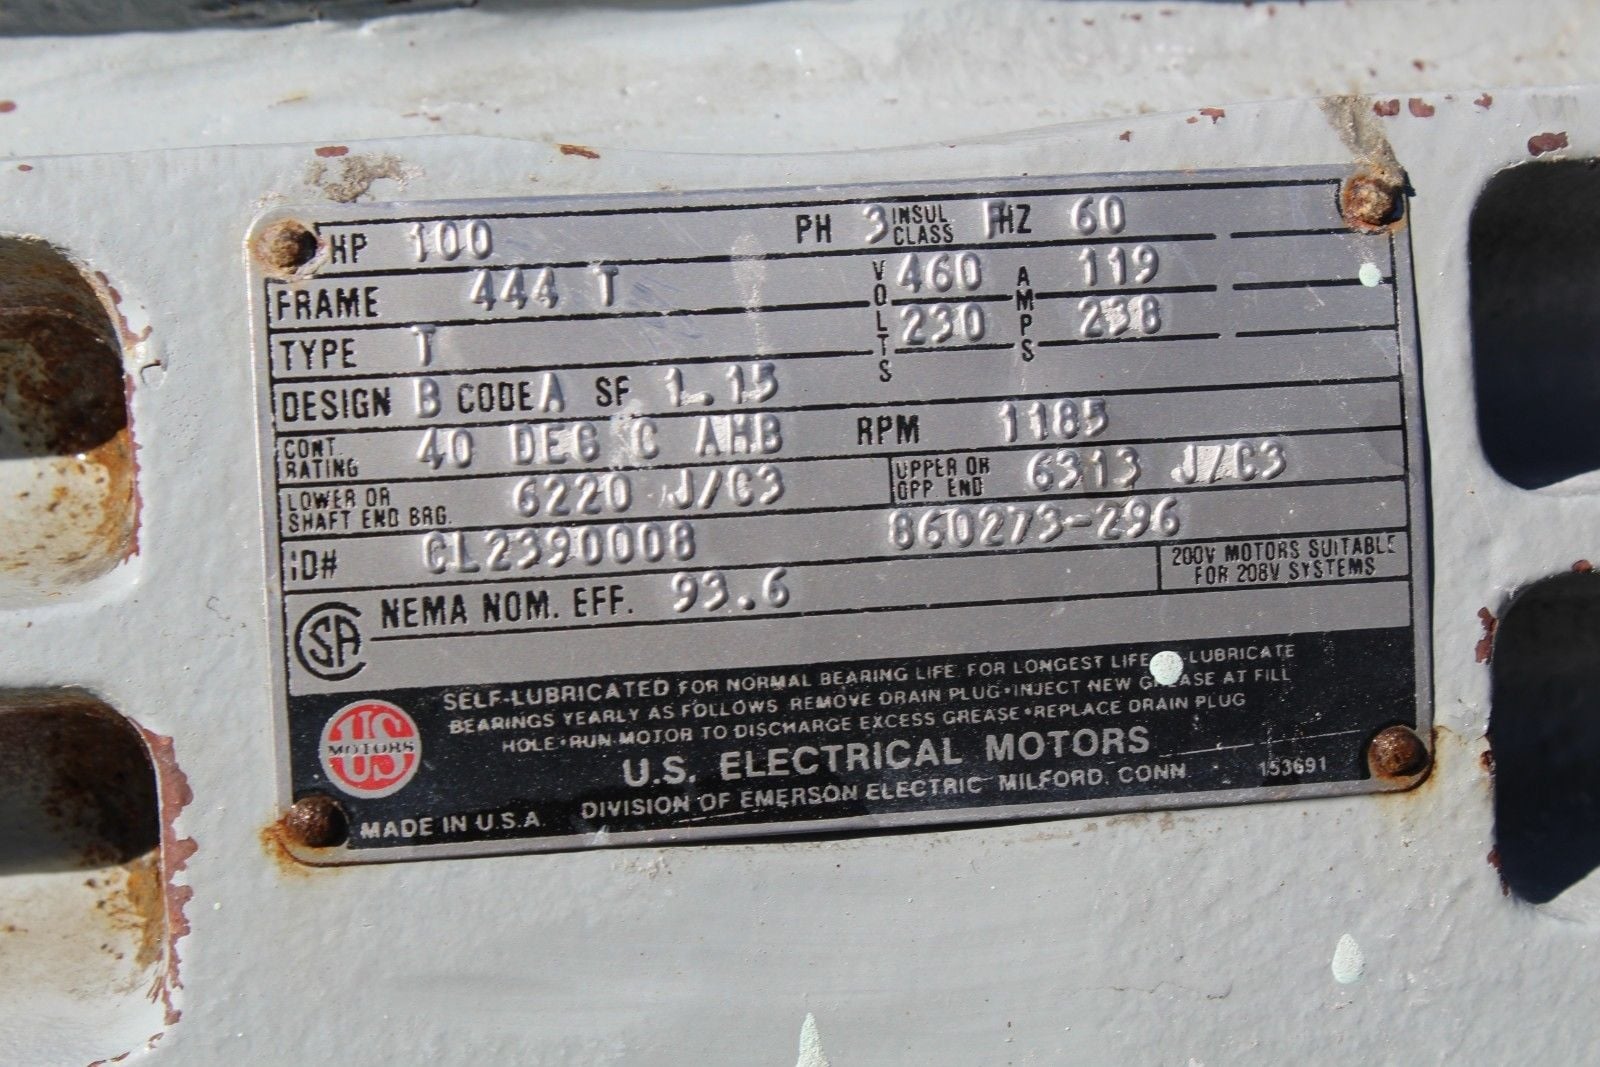 HP 100 PH 3 INSUL CLASS F HZ 60
FRAME 444 T VOLTS 460 AMPS 119
TYPE T 230 238
DESIGN B CODE A SF 1.15
CONT. RATING 40 DEG C AMB RPM 1185
LOWER OR SHAFT END BRG. 6220 J/C3 UPPER OR OPP END 6313 J/C3
ID# 860273-296
NEMA NOM. EFF. 93.6 200V MOTORS SUITABLE FOR 208V SYSTEMS
SA
SELF-LUBRICATED FOR NORMAL BEARING LIFE FOR LONGEST LIFE LUBRICATE
BEARINGS YEARLY AS FOLLOWS REMOVE DRAIN PLUG•INJECT NEW GREASE AT FILL
HOLE•RUN MOTOR TO DISCHARGE EXCESS GREASE•REPLACE DRAIN PLUG
US MOTORS
U.S. ELECTRICAL MOTORS
DIVISION OF EMERSON ELECTRIC MILFORD, CONN 153691
MADE IN U.S.A.